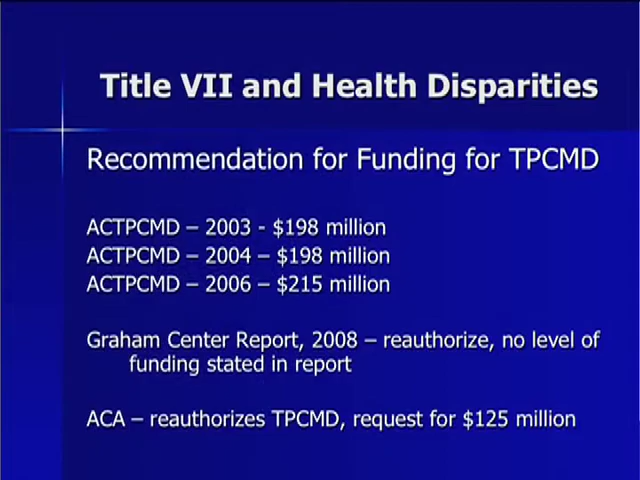 Title VII and Health Disparities
Recommendation for Funding for TPCMD
ACTPCMD – 2003 - $198 million
ACTPCMD – 2004 – $198 million
ACTPCMD – 2006 – $215 million
Graham Center Report, 2008 – reauthorize, no level of
funding stated in report
ACA – reauthorizes TPCMD, request for $125 million